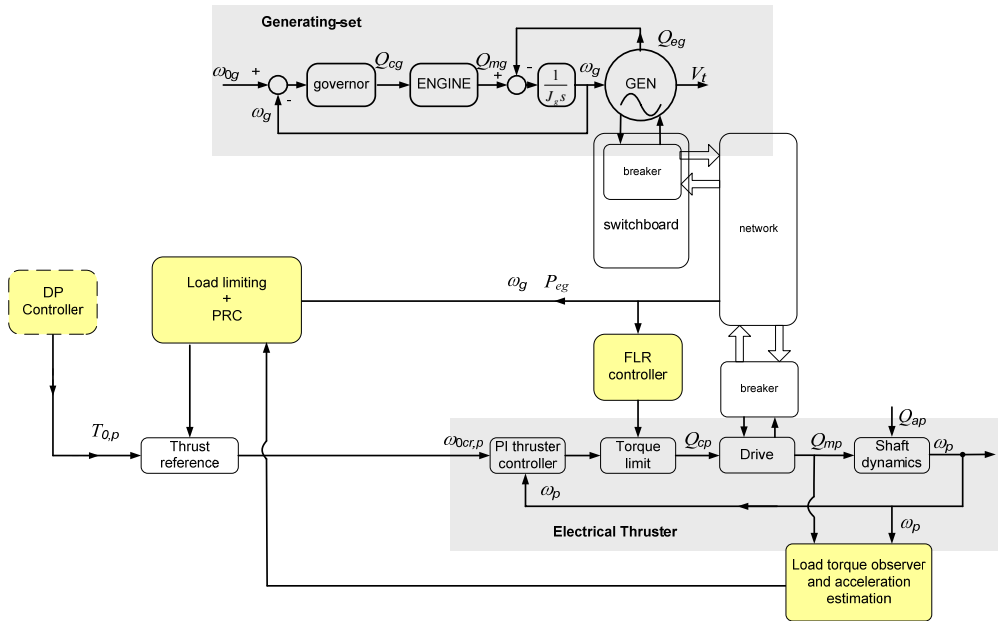 Generating-set
ω0g
+
-
ωg
governor
Qcg
ENGINE
Qmg
+
-
1
Jgs
ωg
Qeg
GEN
Vt
breaker
switchboard
network
DP
Controller
Load limiting
+
PRC
ωg Peg
FLR
controller
breaker
T0,p
Thrust
reference
ω0cr,p
PI thruster
controller
Torque
limit
Qcp
Drive
Qmp
Qap
Shaft
dynamics
ωp
ωp
Electrical Thruster
ωp
Load torque observer
and acceleration
estimation